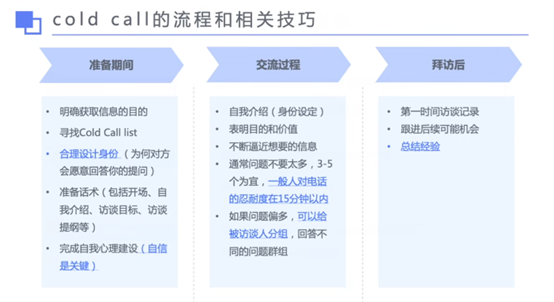 cold call的流程和相关技巧
准备期间
明确获取信息的目的
寻找Cold Call list
合理设计身份（为何对方
会愿意回答你的提问）
准备话术（包括开场、自
我介绍、访谈目标、访谈
提纲等）
完成自我心理建设（自信
是关键）
交流过程
自我介绍（身份设定）
表明目的和价值
不断逼近想要的信息
通常问题不要太多，3-5
个为宜，一般人对电话
的忍耐度在15分钟以内
如果问题偏多，可以给
被访谈人分组，回答不
同的问题群组
拜访后
第一时间访谈记录
跟进后续可能机会
总结经验